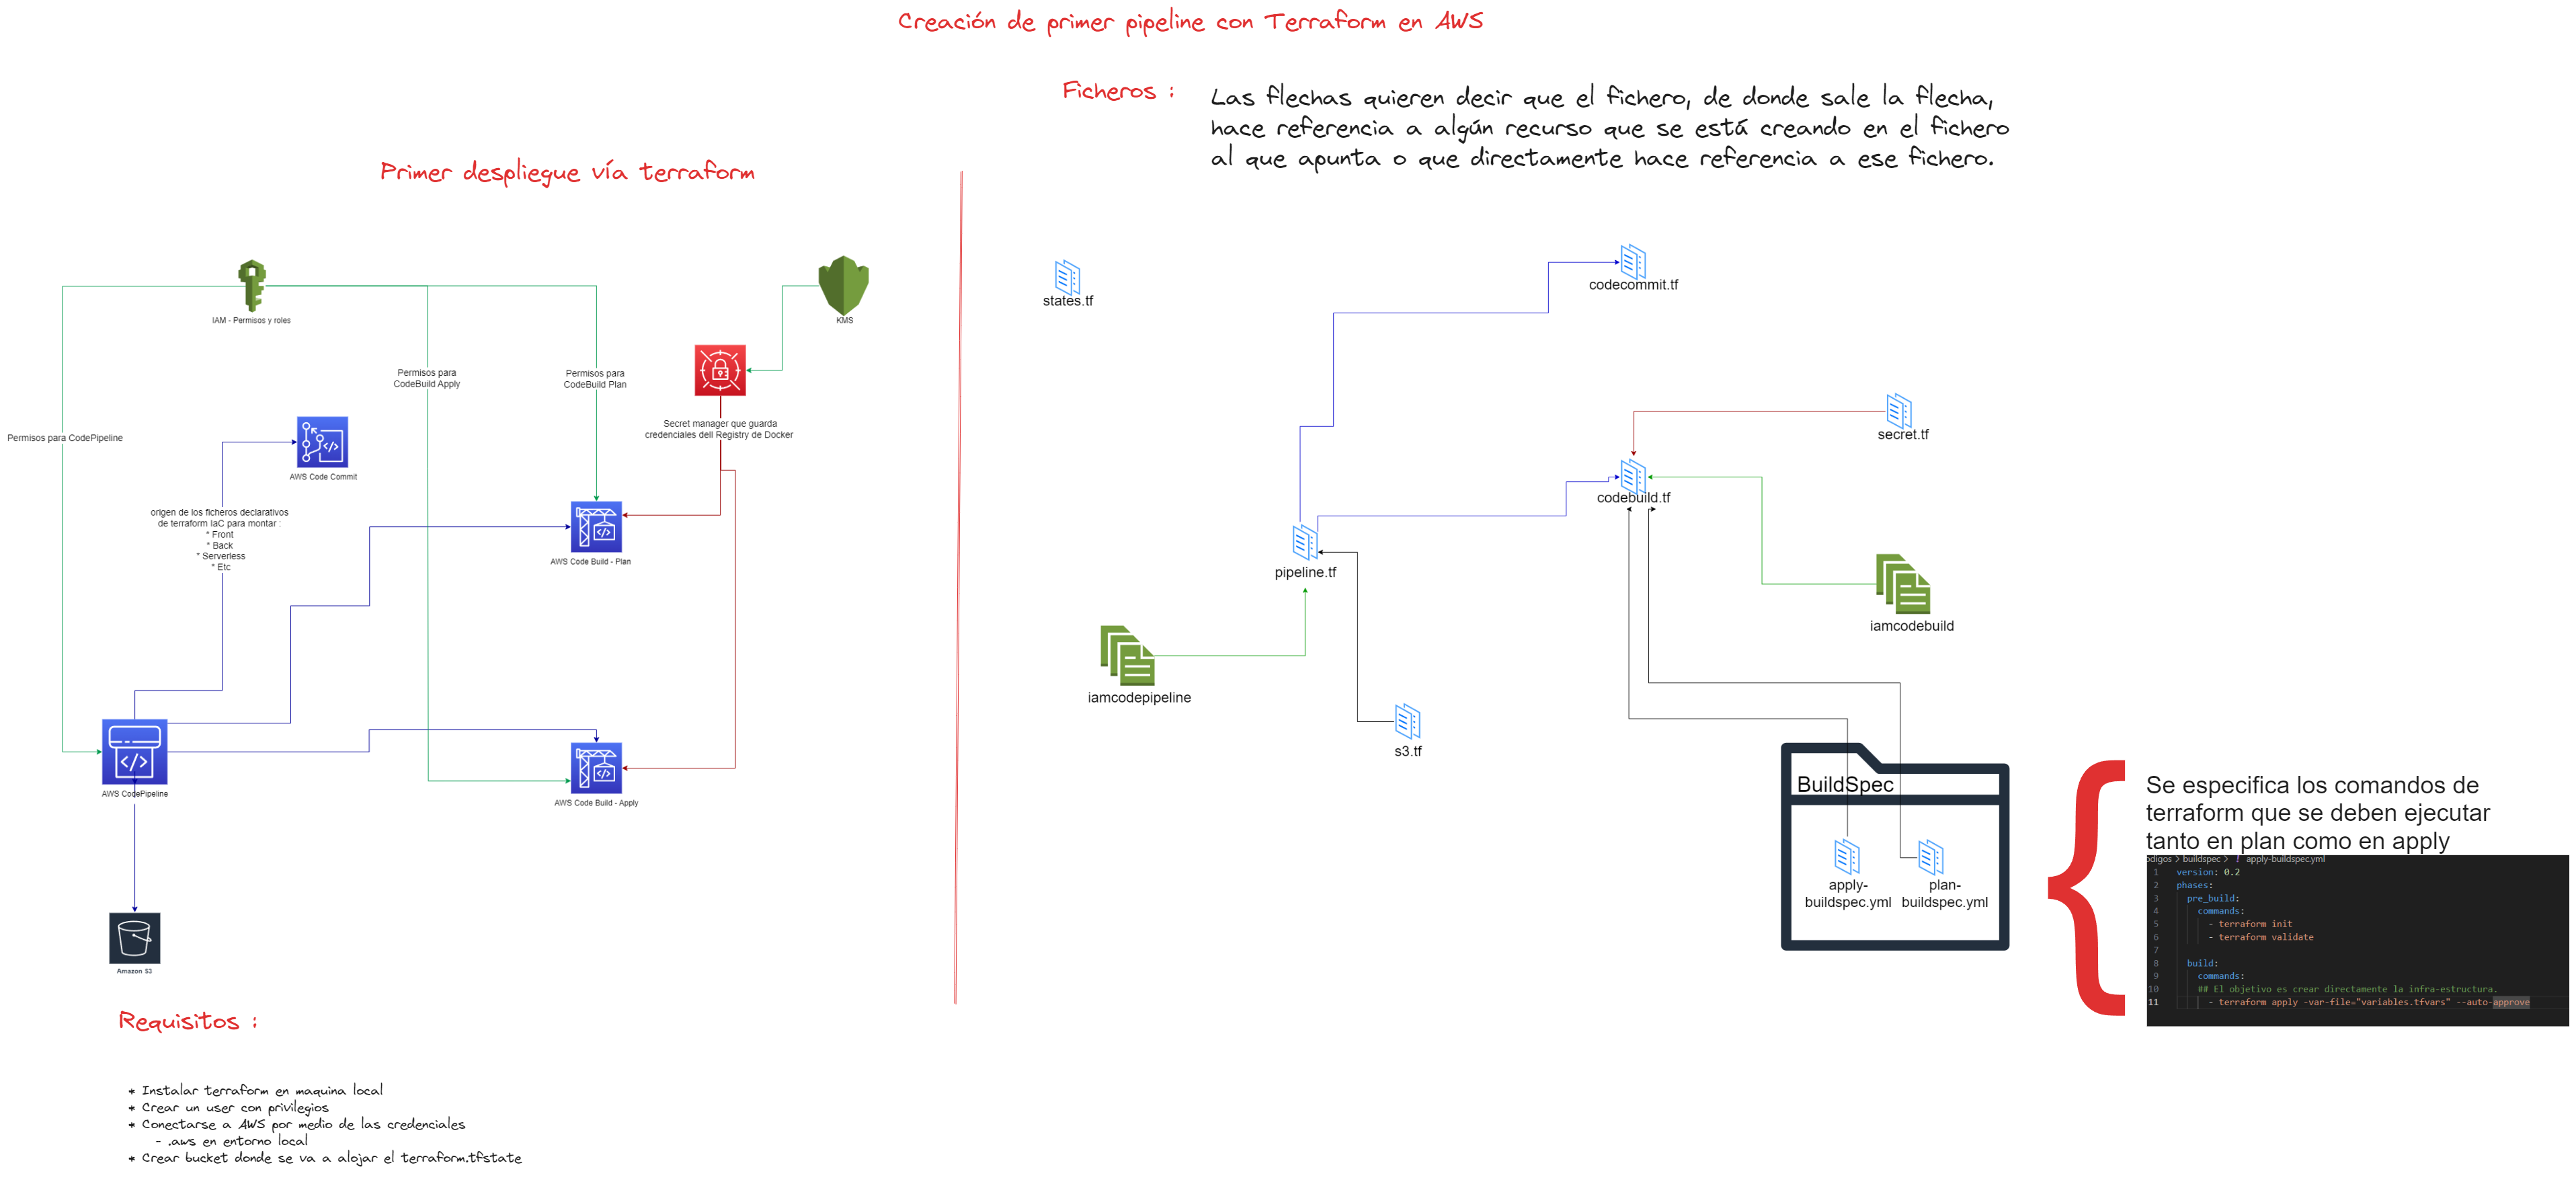 Creación de primer pipeline con Terraform en AWS
Ficheros :
Las flechas quieren decir que el fichero, de donde sale la flecha,
hace referencia a algún recurso que se está creando en el fichero
al que apunta o que directamente hace referencia a ese fichero.
Primer despliegue vía terraform
IAM - Permisos y roles
KMS
Permisos para
CodeBuild Apply
Permisos para
CodeBuild Plan
Secret manager que guarda
credenciales dell Registry de Docker
Permisos para CodePipeline
AWS Code Commit
origen de los ficheros declarativos
de terraform IaC para montar :
* Front
* Back
* Serverless
* Etc
AWS Code Build - Plan
AWS CodePipeline
AWS Code Build - Apply
Amazon S3
Requisitos :
* Instalar terraform en maquina local
* Crear un user con privilegios
* Conectarse a AWS por medio de las credenciales
- .aws en entorno local
* Crear bucket donde se va a alojar el terraform.tfstate
states.tf
codecommit.tf
secret.tf
codebuild.tf
pipeline.tf
iamcodebuild
iamcodepipeline
s3.tf
BuildSpec
apply-
buildspec.yml
plan-
buildspec.yml
Se especifica los comandos de
terraform que se deben ejecutar
tanto en plan como en apply
odigos > buildspec > ! apply-buildspec.yml
1 version: 0.2
2 phases:
3 pre_build:
4 commands:
5 - terraform init
6 - terraform validate
7
8 build:
9 commands:
10 ## El objetivo es crear directamente la infra-estructura.
11 - terraform apply -var-file="variables.tfvars" --auto-approve